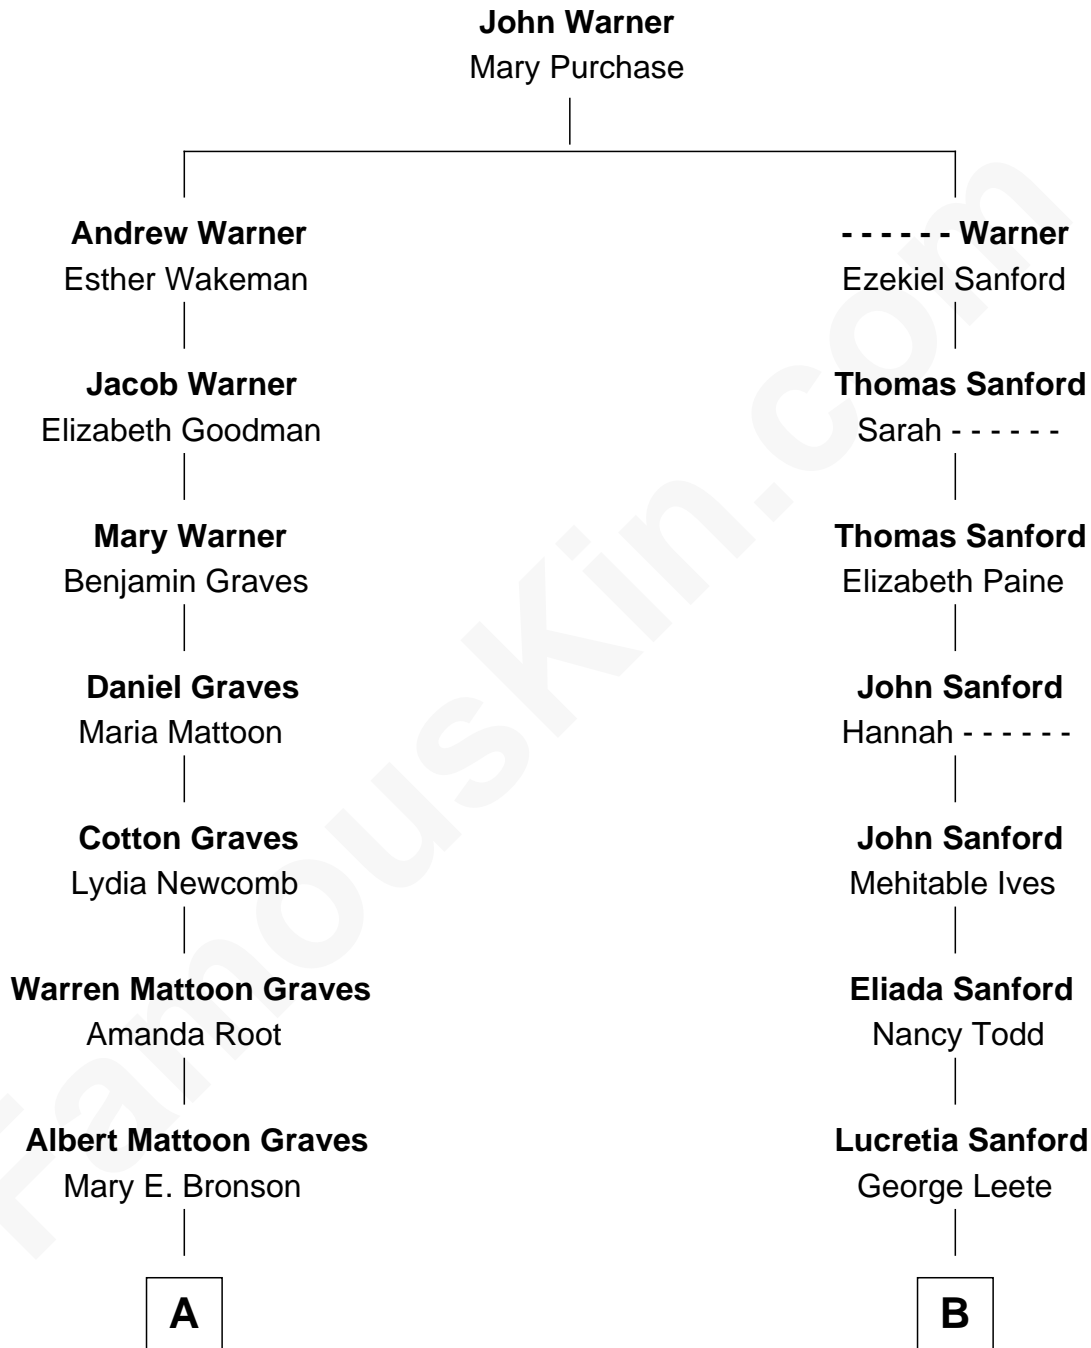 John Warner
Mary Purchase
Andrew Warner
Esther Wakeman
- - - - - - Warner
Ezekiel Sanford
Jacob Warner
Elizabeth Goodman
Thomas Sanford
Sarah - - - - - -
Mary Warner
Benjamin Graves
Thomas Sanford
Elizabeth Paine
Daniel Graves
Maria Mattoon
John Sanford
Hannah - - - - - -
Cotton Graves
Lydia Newcomb
John Sanford
Mehitable Ives
Warren Mattoon Graves
Amanda Root
Eliada Sanford
Nancy Todd
Albert Mattoon Graves
Mary E. Bronson
Lucretia Sanford
George Leete
A
B
FamousKin.com